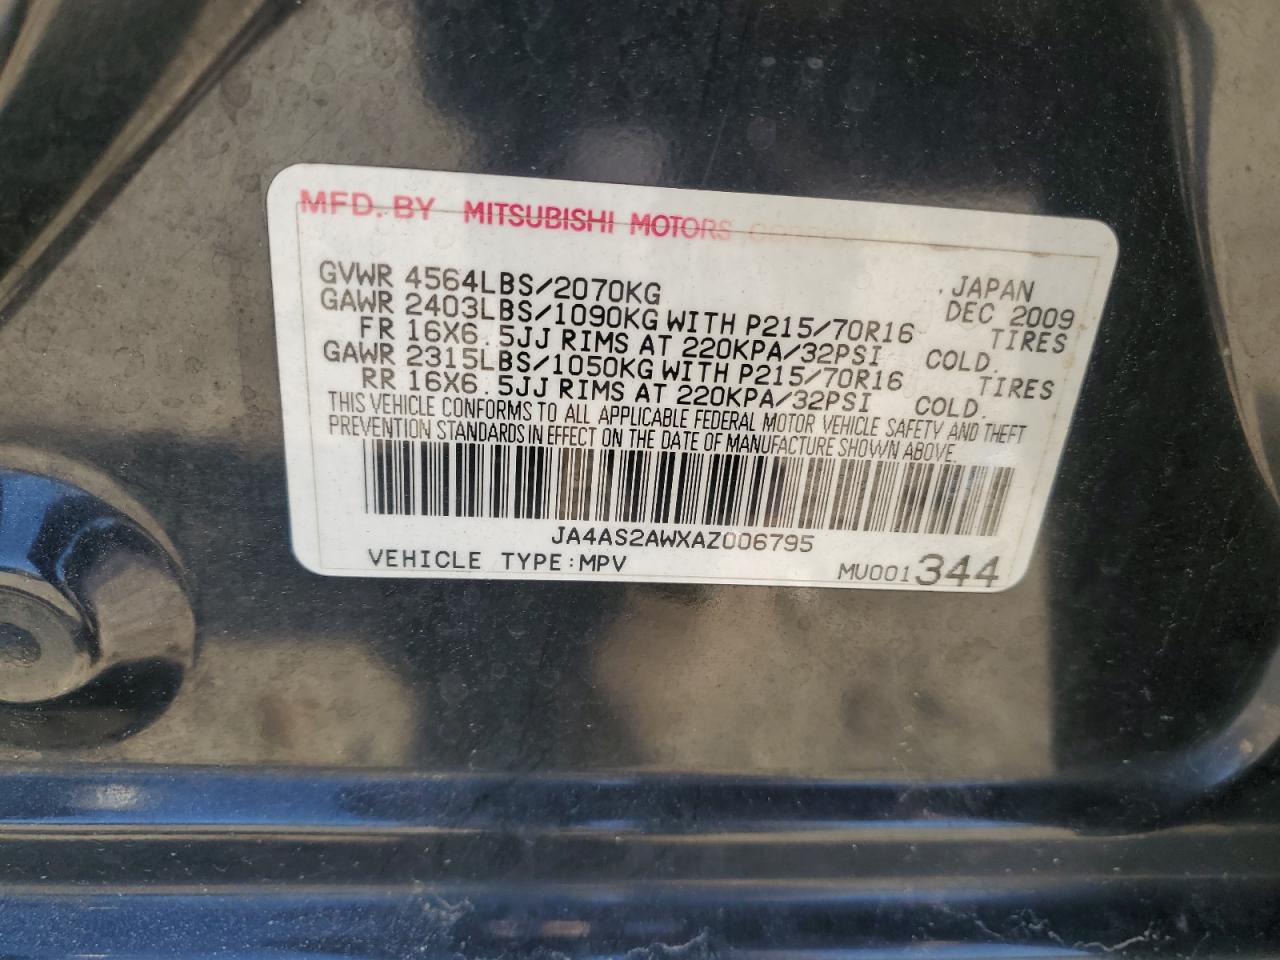 MFD. BY MITSUBISHI MOTORS
GVWR 4564LBS/2070KG JAPAN
GAWR 2403LBS/1090KG WITH P215/70R16 DEC 2009
FR 16X6.5JJ RIMS AT 220KPA/32PSI COLD. TIRES
GAWR 2315LBS/1050KG WITH P215/70R16 TIRES
RR 16X6.5JJ RIMS AT 220KPA/32PSI COLD.
THIS VEHICLE CONFORMS TO ALL APPLICABLE FEDERAL MOTOR VEHICLE SAFETY AND THEFT
PREVENTION STANDARDS IN EFFECT ON THE DATE OF MANUFACTURE SHOWN ABOVE.
JA4AS2AWXAZ006795
VEHICLE TYPE:MPV MU001344